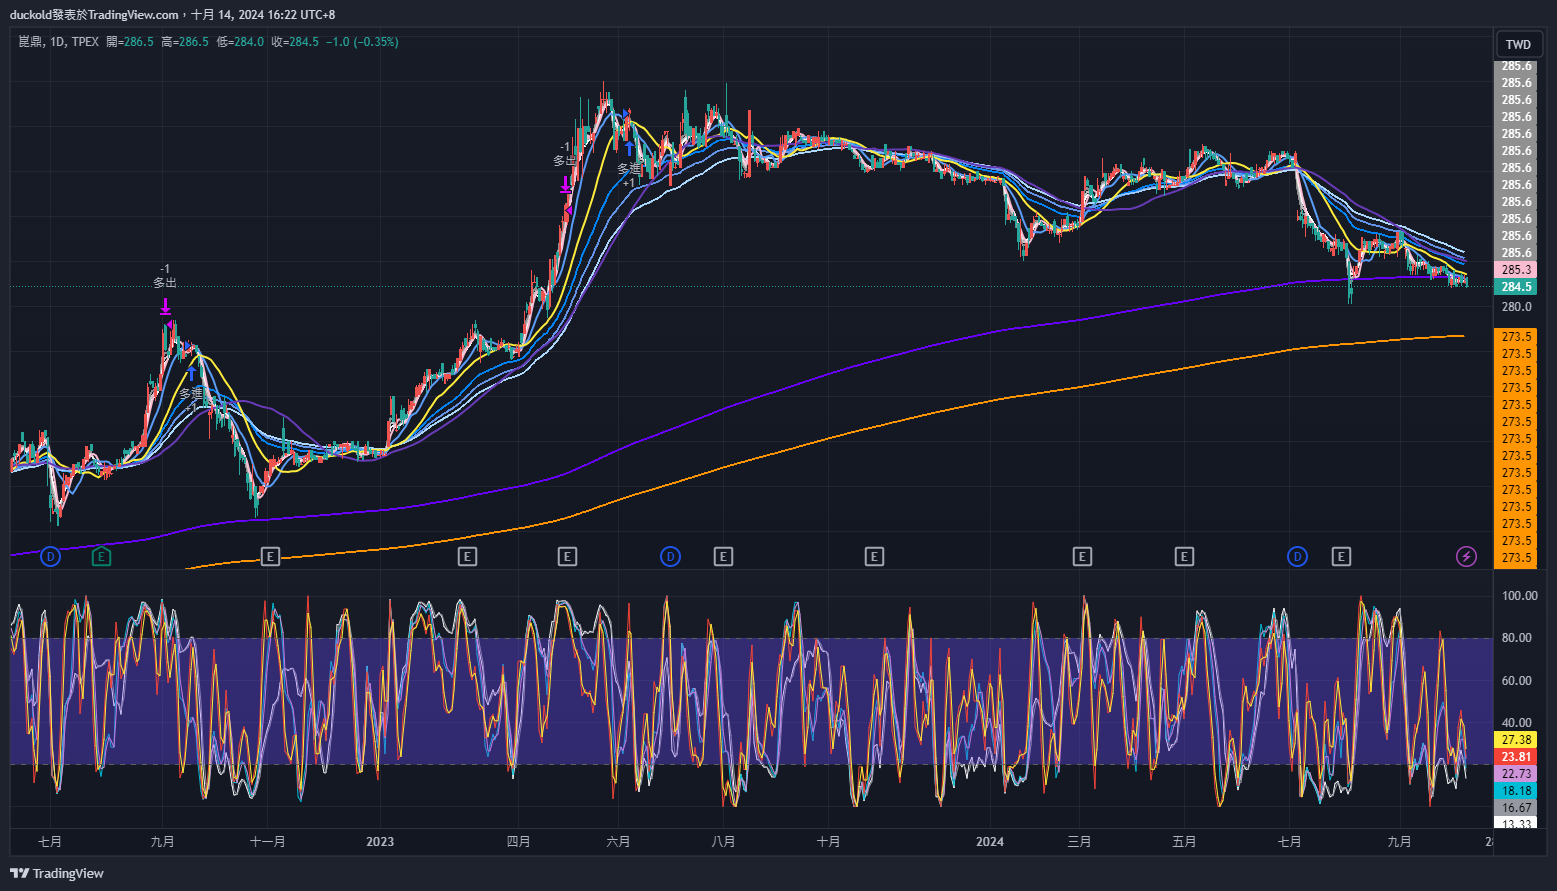 duckold發表於TradingView.com，十月 14, 2024 16:22 UTC+8
崑鼎, 1D, TPEX 開=286.5 高=286.5 低=284.0 收=284.5 −1.0 (−0.35%)
TWD
285.6
285.6
285.6
285.6
285.6
285.6
285.6
285.6
285.6
285.6
285.6
285.6
285.3
284.5
280.0
273.5
273.5
273.5
273.5
273.5
273.5
273.5
273.5
273.5
273.5
273.5
273.5
273.5
273.5
-1
多出
多進
+1
-1
多出
多進
+1
D
E
E
E
E
D
E
E
E
E
D
E
100.00
80.00
60.00
40.00
27.38
23.81
22.73
18.18
16.67
13.33
七月
九月
十一月
2023
四月
六月
八月
十月
2024
三月
五月
七月
九月
TradingView